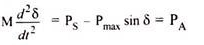 M d²δ/dt² = P_S – P_max sin δ = P_A